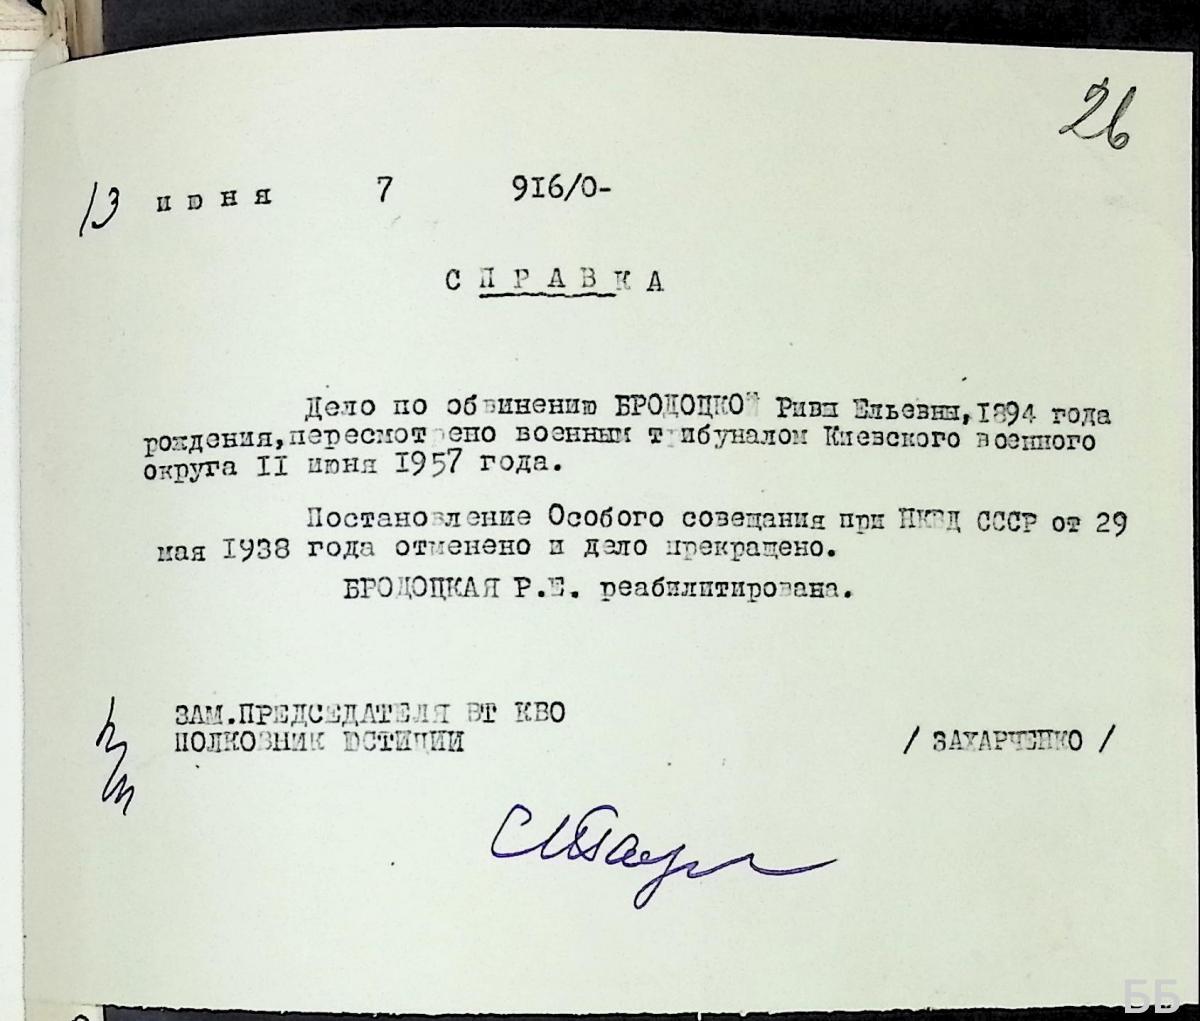 26
13 июня 7 916/0-
СПРАВКА
Дело по обвинению БРОДОЦКОЙ Ривы Ельевны, 1894 года
рождения, пересмотрено военным трибуналом Киевского военного
округа 11 июня 1957 года.
Постановление Особого совещания при НКВД СССР от 29
мая 1938 года отменено и дело прекращено.
БРОДОЦКАЯ Р.Е. реабилитирована.
ЗАМ.ПРЕДСЕДАТЕЛЯ ВТ КВО
ПОЛКОВНИК ЮСТИЦИИ / ЗАХАРЧЕНКО /
ББ